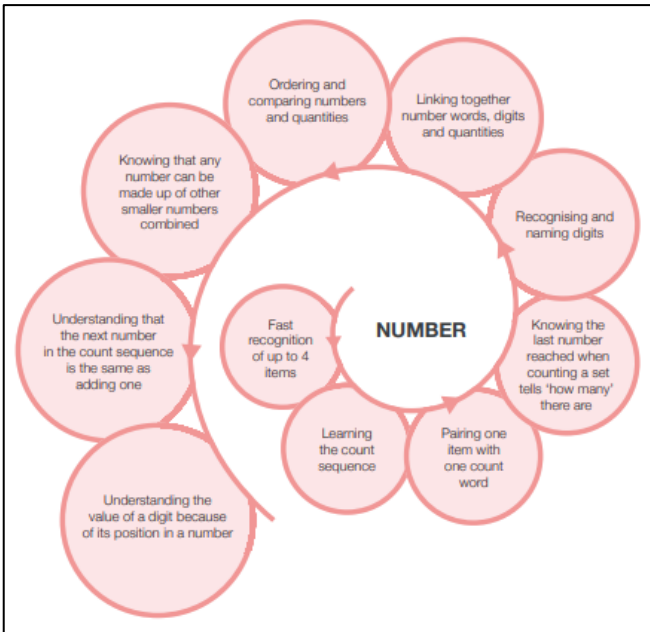 NUMBER
Fast
recognition
of up to 4
items
Learning
the count
sequence
Pairing one
item with
one count
word
Knowing the
last number
reached when
counting a set
tells ‘how many’
there are
Recognising and
naming digits
Linking together
number words, digits
and quantities
Ordering and
comparing numbers
and quantities
Knowing that any
number can be
made up of other
smaller numbers
combined
Understanding that
the next number
in the count sequence
is the same as
adding one
Understanding the
value of a digit because
of its position in a number